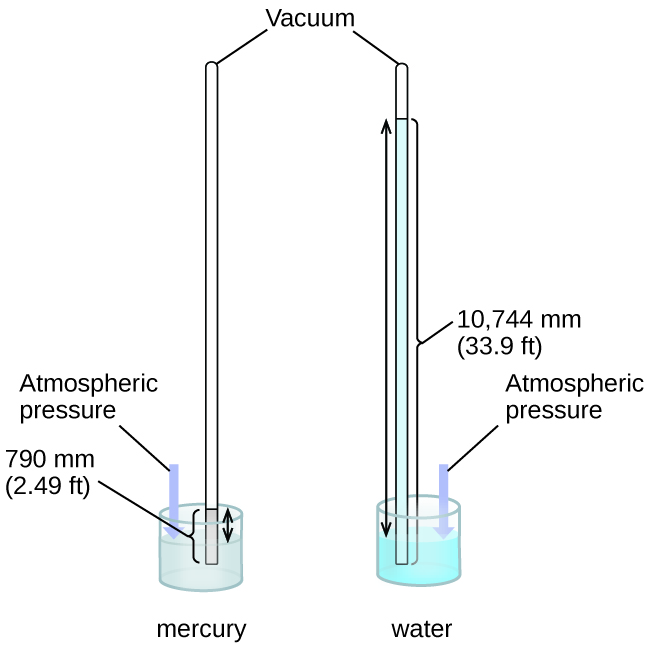 Vacuum
10,744 mm
(33.9 ft)
Atmospheric
pressure
Atmospheric
pressure
790 mm
(2.49 ft)
mercury
water